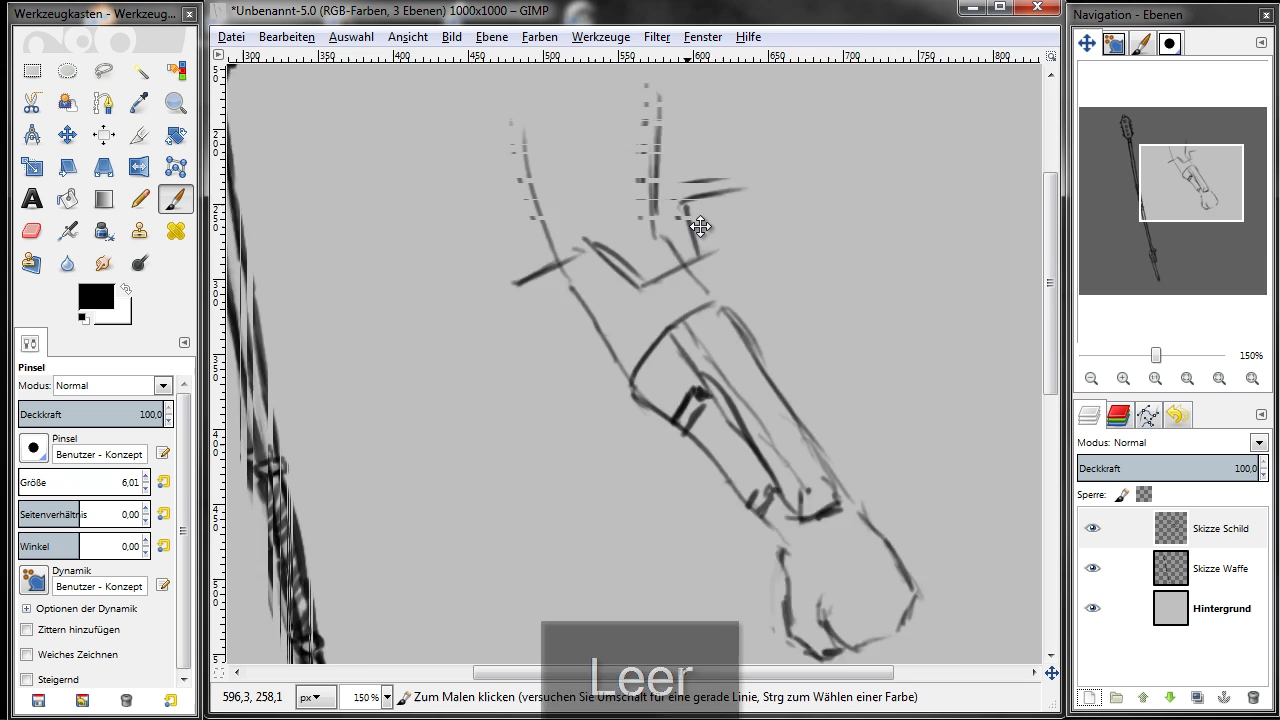 Werkzeugkasten - Werkzeug...
*Unbenannt-5.0 (RGB-Farben, 3 Ebenen) 1000x1000 – GIMP
Navigation - Ebenen
Datei Bearbeiten Auswahl Ansicht Bild Ebene Farben Werkzeuge Filter Fenster Hilfe
300 350 400 450 500 550 600 650 700 750 800
Pinsel
Modus: Normal
Deckkraft 100,0
Pinsel
Benutzer - Konzept
Größe 6,01
Seitenverhältnis 0,00
Winkel 0,00
Dynamik
Benutzer - Konzept
Optionen der Dynamik
Zittern hinzufügen
Weiches Zeichnen
Steigernd
150%
Modus: Normal
Deckkraft 100,0
Sperre:
Skizze Schild
Skizze Waffe
Hintergrund
Leer
596,3, 258,1 px 150 % Zum Malen klicken (versuchen Sie Umschalt für eine gerade Linie, Strg zum Wählen einer Farbe)